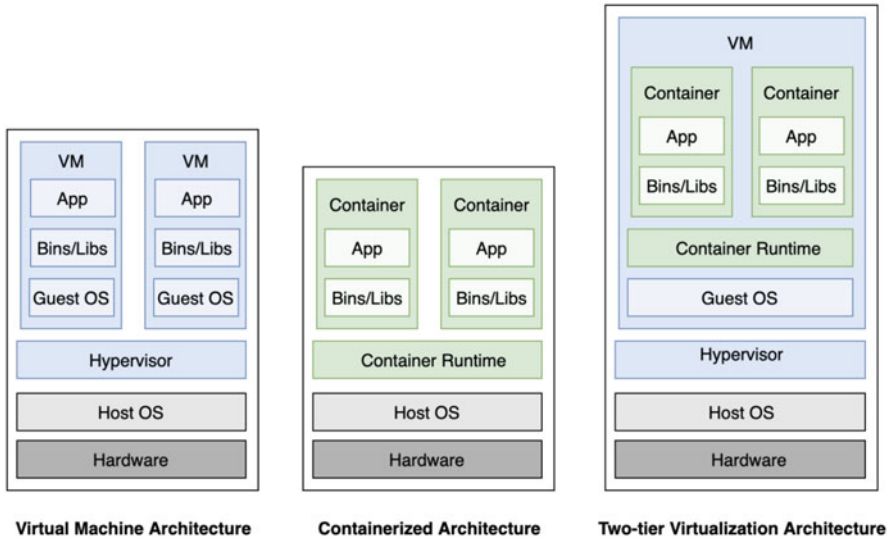 VM
VM
App
App
Bins/Libs
Bins/Libs
Guest OS
Guest OS
Hypervisor
Host OS
Hardware
Virtual Machine Architecture
Container
Container
App
App
Bins/Libs
Bins/Libs
Container Runtime
Host OS
Hardware
Containerized Architecture
VM
Container
Container
App
App
Bins/Libs
Bins/Libs
Container Runtime
Guest OS
Hypervisor
Host OS
Hardware
Two-tier Virtualization Architecture